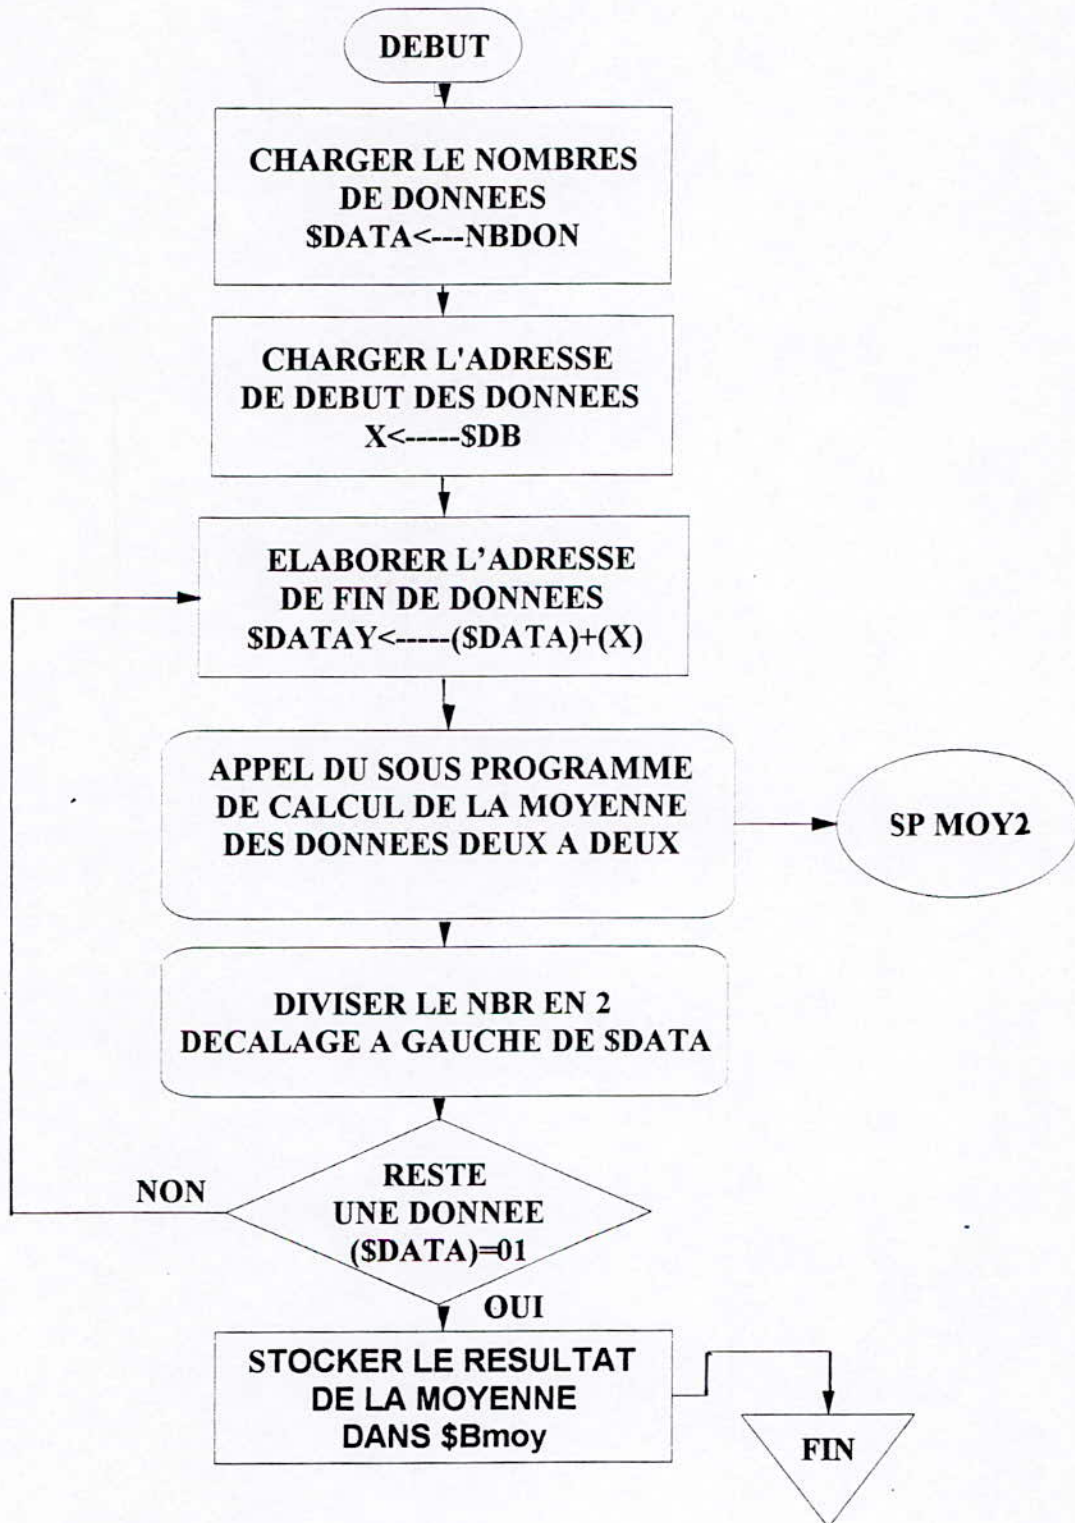 DEBUT
CHARGER LE NOMBRES
DE DONNEES
$DATA<---NBDON
CHARGER L'ADRESSE
DE DEBUT DES DONNEES
X<-----$DB
ELABORER L’ADRESSE
DE FIN DE DONNEES
$DATAY<-----($DATA)+(X)
APPEL DU SOUS PROGRAMME
DE CALCUL DE LA MOYENNE
DES DONNEES DEUX A DEUX
SP MOY2
DIVISER LE NBR EN 2
DECALAGE A GAUCHE DE $DATA
RESTE
UNE DONNEE
($DATA)=01
NON
OUI
STOCKER LE RESULTAT
DE LA MOYENNE
DANS $Bmoy
FIN